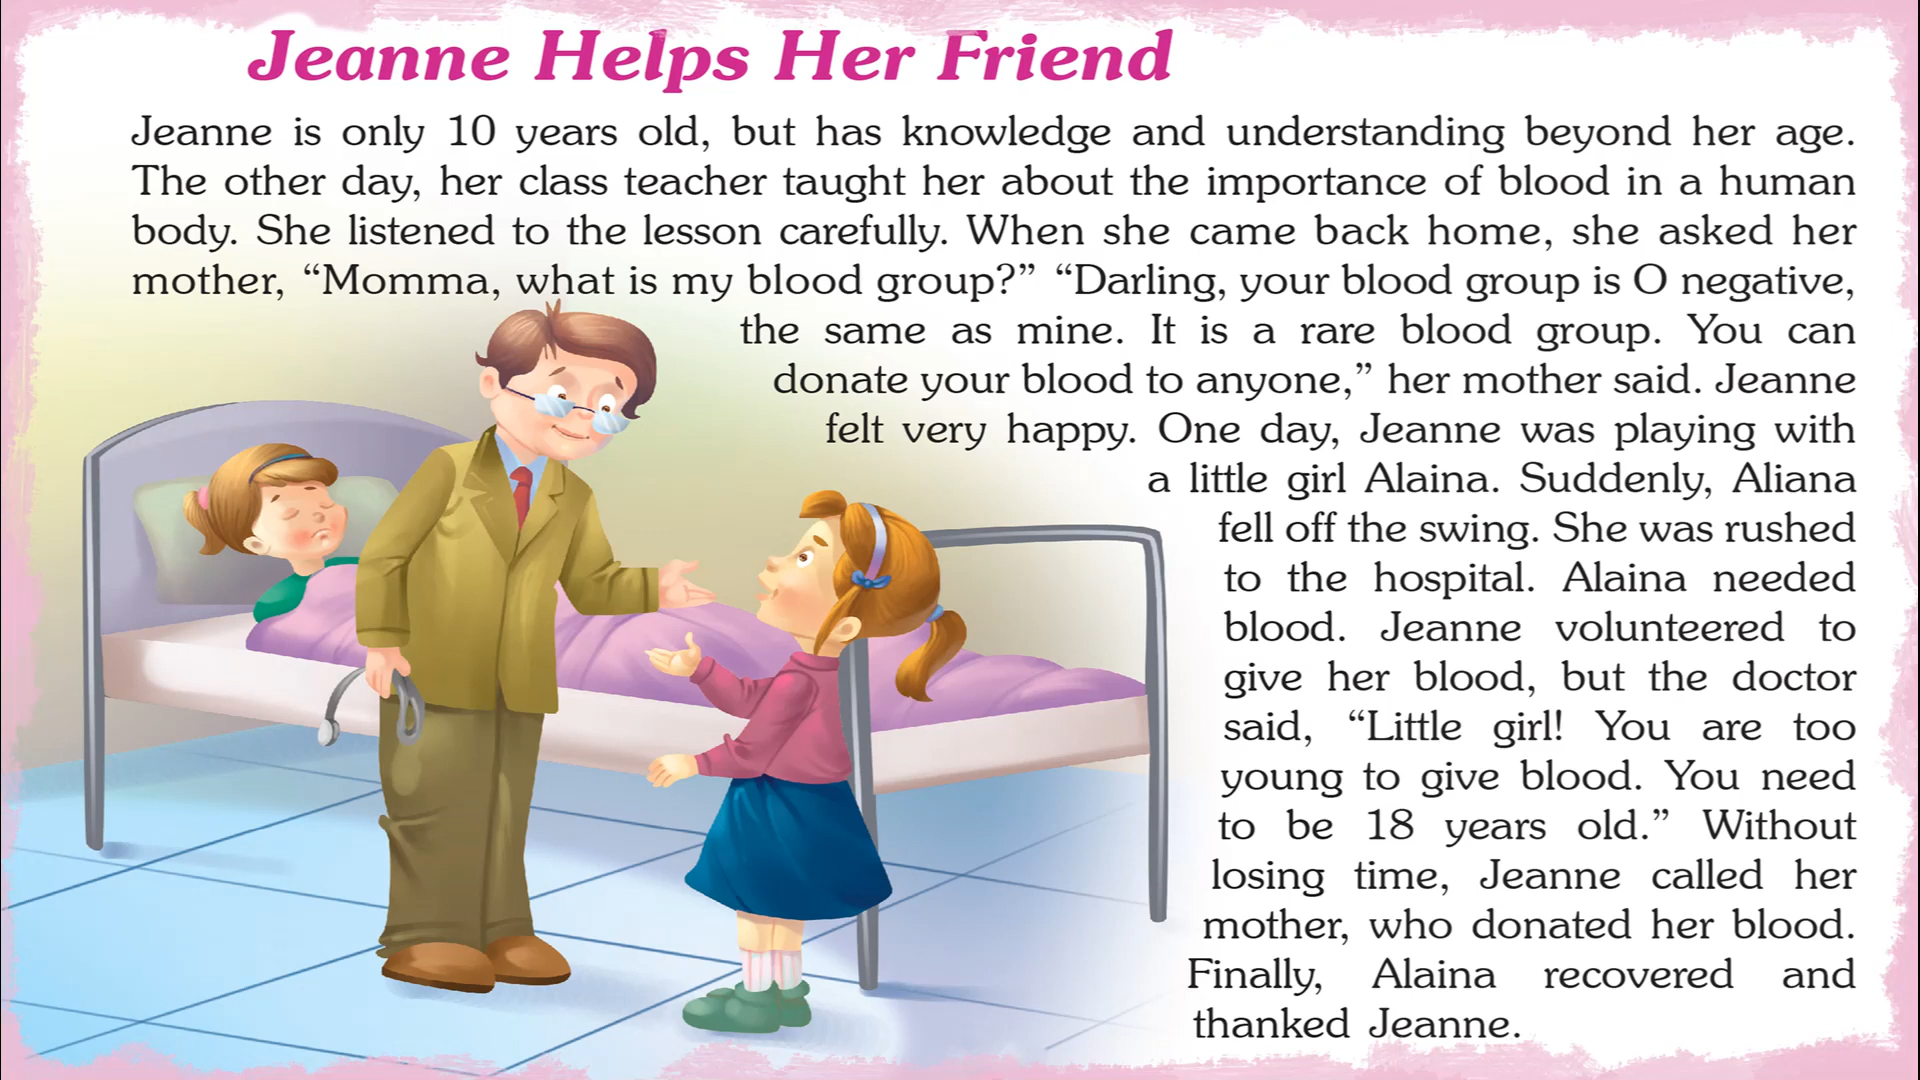 Jeanne Helps Her Friend
Jeanne is only 10 years old, but has knowledge and understanding beyond her age.
The other day, her class teacher taught her about the importance of blood in a human
body. She listened to the lesson carefully. When she came back home, she asked her
mother, “Momma, what is my blood group?” “Darling, your blood group is O negative,
the same as mine. It is a rare blood group. You can
donate your blood to anyone,” her mother said. Jeanne
felt very happy. One day, Jeanne was playing with
a little girl Alaina. Suddenly, Aliana
fell off the swing. She was rushed
to the hospital. Alaina needed
blood. Jeanne volunteered to
give her blood, but the doctor
said, “Little girl! You are too
young to give blood. You need
to be 18 years old.” Without
losing time, Jeanne called her
mother, who donated her blood.
Finally, Alaina recovered and
thanked Jeanne.